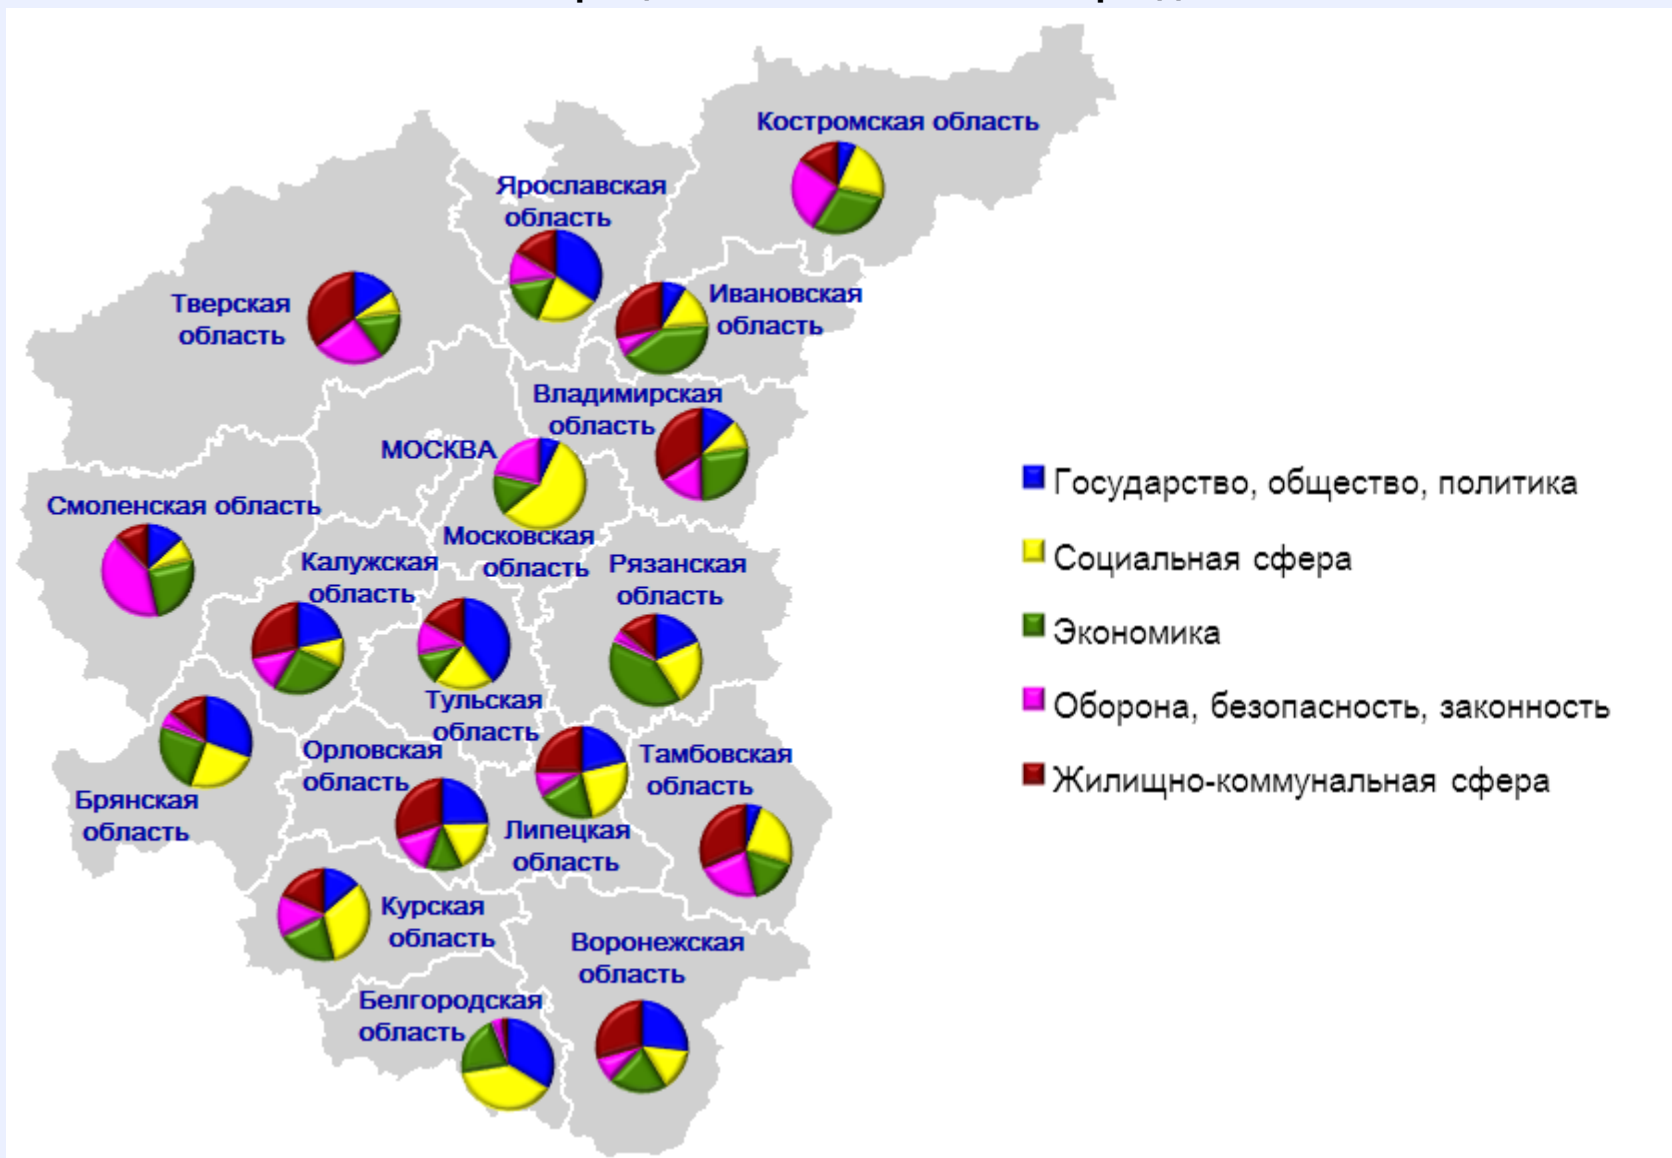 Костромская область
Ярославская
область
Тверская
область
Ивановская
область
Владимирская
область
МОСКВА
Смоленская область
Московская
область
Калужская
область
Рязанская
область
Тульская
область
Орловская
область
Тамбовская
область
Брянская
область
Липецкая
область
Курская
область
Воронежская
область
Белгородская
область
Государство, общество, политика
Социальная сфера
Экономика
Оборона, безопасность, законность
Жилищно-коммунальная сфера